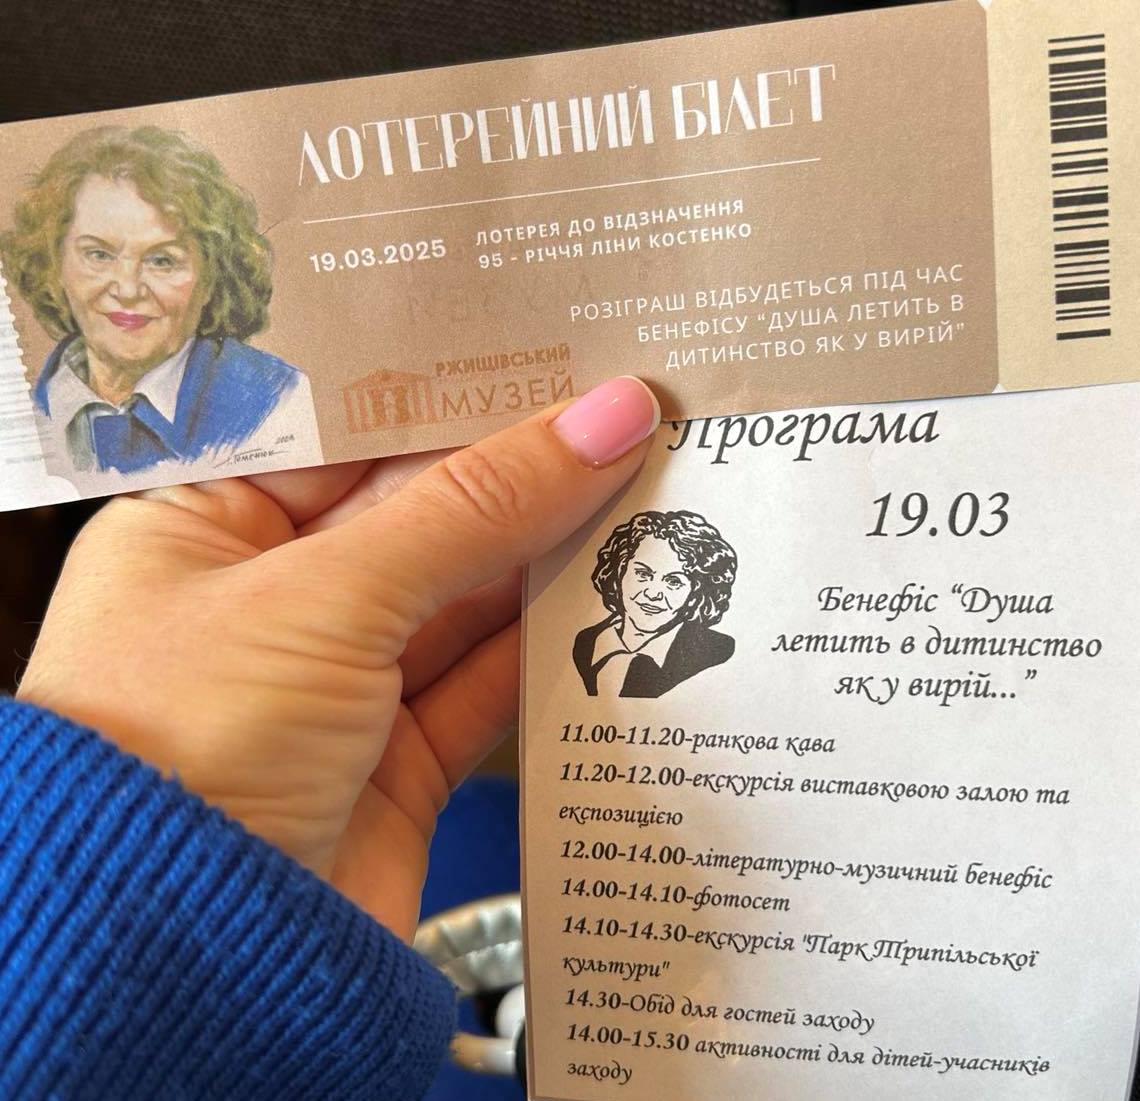 ЛОТЕРЕЙНИЙ БІЛЕТ
19.03.2025
ЛОТЕРЕЯ ДО ВІДЗНАЧЕННЯ
95 - РІЧЧЯ ЛІНИ КОСТЕНКО
РОЗІГРАШ ВІДБУДЕТЬСЯ ПІД ЧАС
БЕНЕФІСУ “ДУША ЛЕТИТЬ В
ДИТИНСТВО ЯК У ВИРІЙ”
РЖИЩІВСЬКИЙ
МУЗЕЙ
Програма
19.03
Бенефіс “Душа
летить в дитинство
як у вирій...”
11.00-11.20-ранкова кава
11.20-12.00-екскурсія виставковою залою та
експозицією
12.00-14.00-літературно-музичний бенефіс
14.00-14.10-фотосет
14.10-14.30-екскурсія "Парк Трипільської
культури"
14.30-Обід для гостей заходу
14.00-15.30 активності для дітей-учасників
заходу